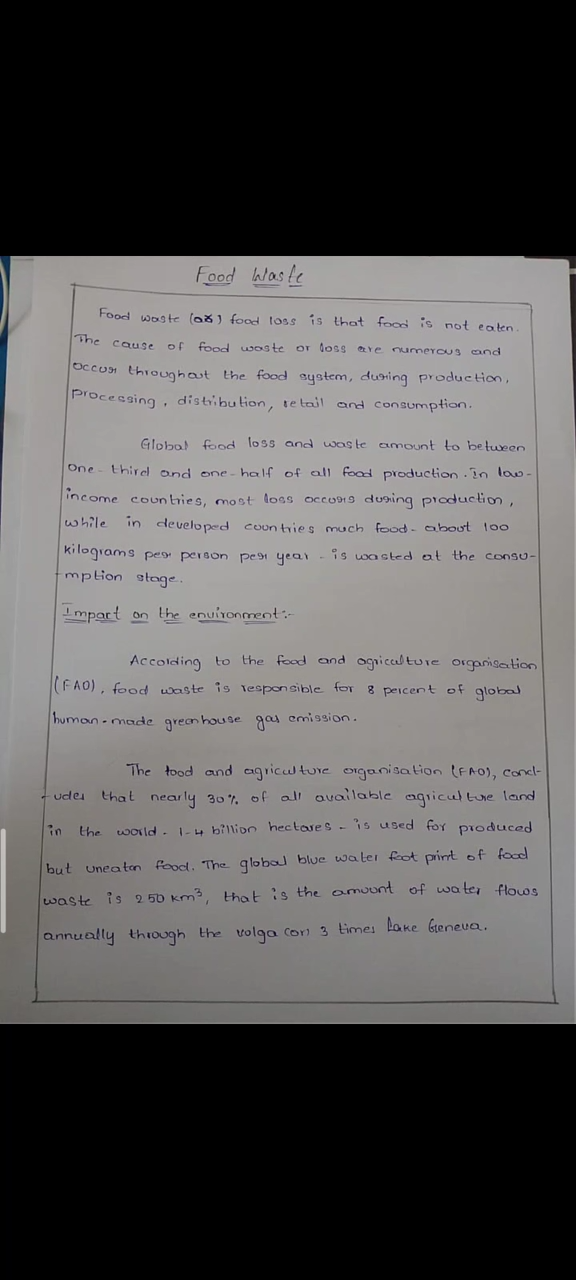 Food Waste
Food waste (or) food loss is that food is not eaten.
The cause of food waste or loss are numerous and
occur throughout the food system, during production,
processing, distribution, retail and consumption.
Global food loss and waste amount to between
one-third and one-half of all food production. In low-
income countries, most loss occurs during production,
while in developed countries much food - about 100
kilograms per person per year - is wasted at the consu-
mption stage.
Impact on the environment:-
According to the food and agriculture organisation
(FAO), food waste is responsible for 8 percent of global
human-made greenhouse gas emission.
The food and agriculture organisation (FAO), concl-
udes that nearly 30% of all available agriculture land
in the world - 1-4 billion hectares - is used for produced
but uneaten food. The global blue water foot print of food
waste is 250 km³, that is the amount of water flows
annually through the volga (or) 3 times Lake Geneva.